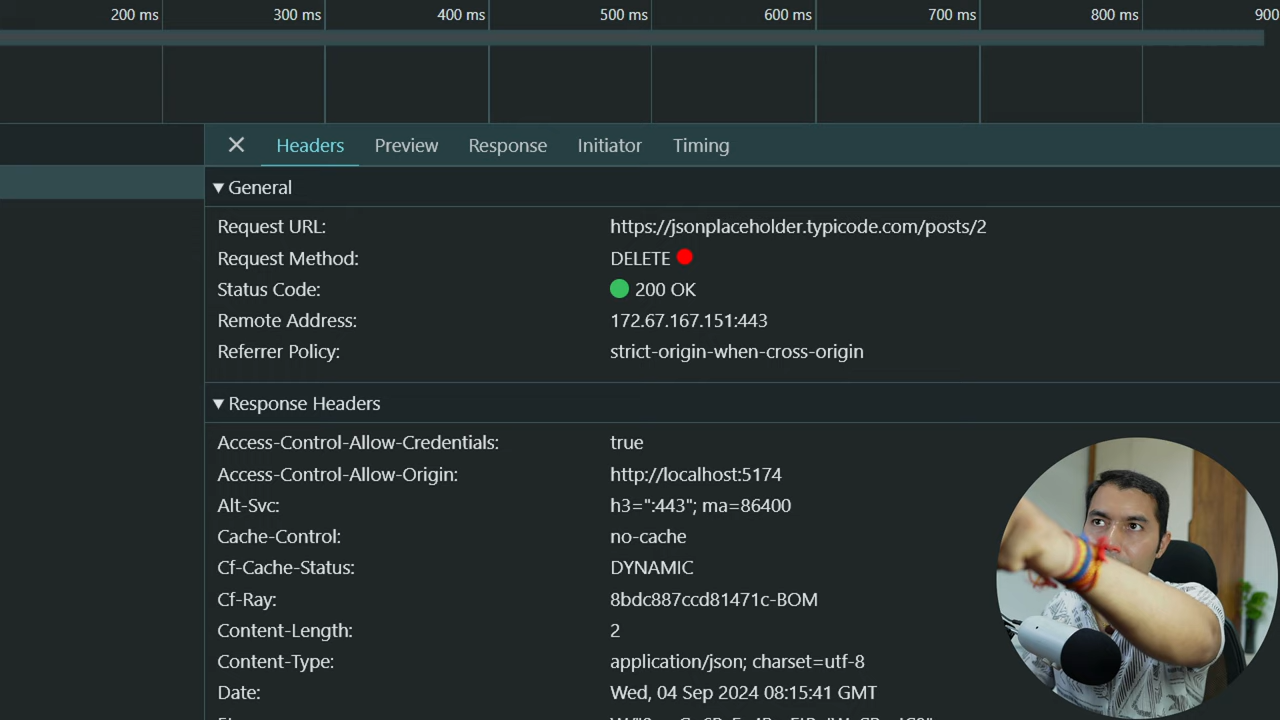 200 ms 300 ms 400 ms 500 ms 600 ms 700 ms 800 ms 900
Headers Preview Response Initiator Timing
General
Request URL: https://jsonplaceholder.typicode.com/posts/2
Request Method: DELETE
Status Code: 200 OK
Remote Address: 172.67.167.151:443
Referrer Policy: strict-origin-when-cross-origin
Response Headers
Access-Control-Allow-Credentials: true
Access-Control-Allow-Origin: http://localhost:5174
Alt-Svc: h3=":443"; ma=86400
Cache-Control: no-cache
Cf-Cache-Status: DYNAMIC
Cf-Ray: 8bdc887ccd81471c-BOM
Content-Length: 2
Content-Type: application/json; charset=utf-8
Date: Wed, 04 Sep 2024 08:15:41 GMT